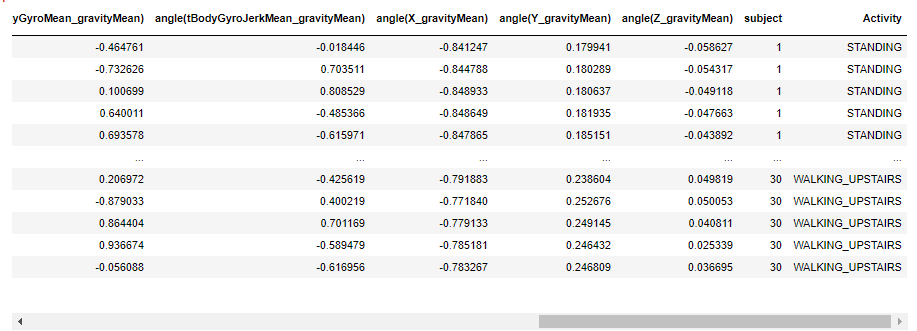 yGyroMean_gravityMean) angle(tBodyGyroJerkMean_gravityMean) angle(X_gravityMean) angle(Y_gravityMean) angle(Z_gravityMean) subject Activity
-0.464761 -0.018446 -0.841247 0.179941 -0.058627 1 STANDING
-0.732626 0.703511 -0.844788 0.180289 -0.054317 1 STANDING
0.100699 0.808529 -0.848933 0.180637 -0.049118 1 STANDING
0.640011 -0.485366 -0.848649 0.181935 -0.047663 1 STANDING
0.693578 -0.615971 -0.847865 0.185151 -0.043892 1 STANDING
... ... ... ... ... ... ...
0.206972 -0.425619 -0.791883 0.238604 0.049819 30 WALKING_UPSTAIRS
-0.879033 0.400219 -0.771840 0.252676 0.050053 30 WALKING_UPSTAIRS
0.864404 0.701169 -0.779133 0.249145 0.040811 30 WALKING_UPSTAIRS
0.936674 -0.589479 -0.785181 0.246432 0.025339 30 WALKING_UPSTAIRS
-0.056088 -0.616956 -0.783267 0.246809 0.036695 30 WALKING_UPSTAIRS